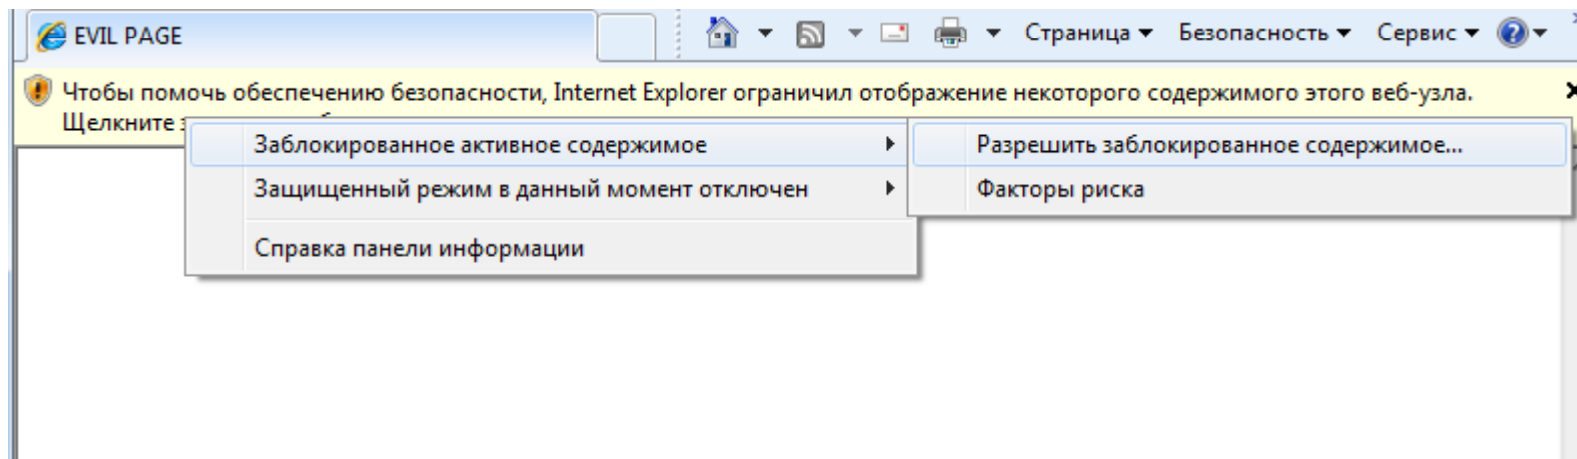 EVIL PAGE
Страница Безопасность Сервис
Чтобы помочь обеспечению безопасности, Internet Explorer ограничил отображение некоторого содержимого этого веб-узла.
Щелкните
Заблокированное активное содержимое
Разрешить заблокированное содержимое...
Защищенный режим в данный момент отключен
Факторы риска
Справка панели информации